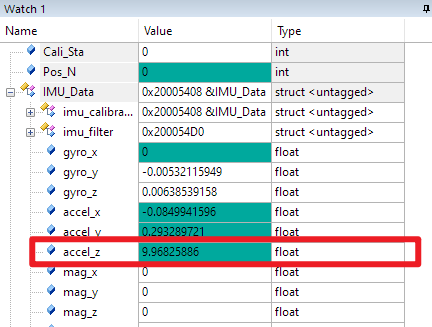 Watch 1
Name Value Type
Cali_Sta 0 int
Pos_N 0 int
IMU_Data 0x20005408 &IMU_Data struct <untagged>
imu_calibra... 0x20005408 &IMU_Data struct <untagged>
imu_filter 0x200054D0 struct <untagged>
gyro_x 0 float
gyro_y -0.00532115949 float
gyro_z 0.00638539158 float
accel_x -0.0849941596 float
accel_y 0.293289721 float
accel_z 9.96825886 float
mag_x 0 float
mag_y 0 float
mag_z 0 float